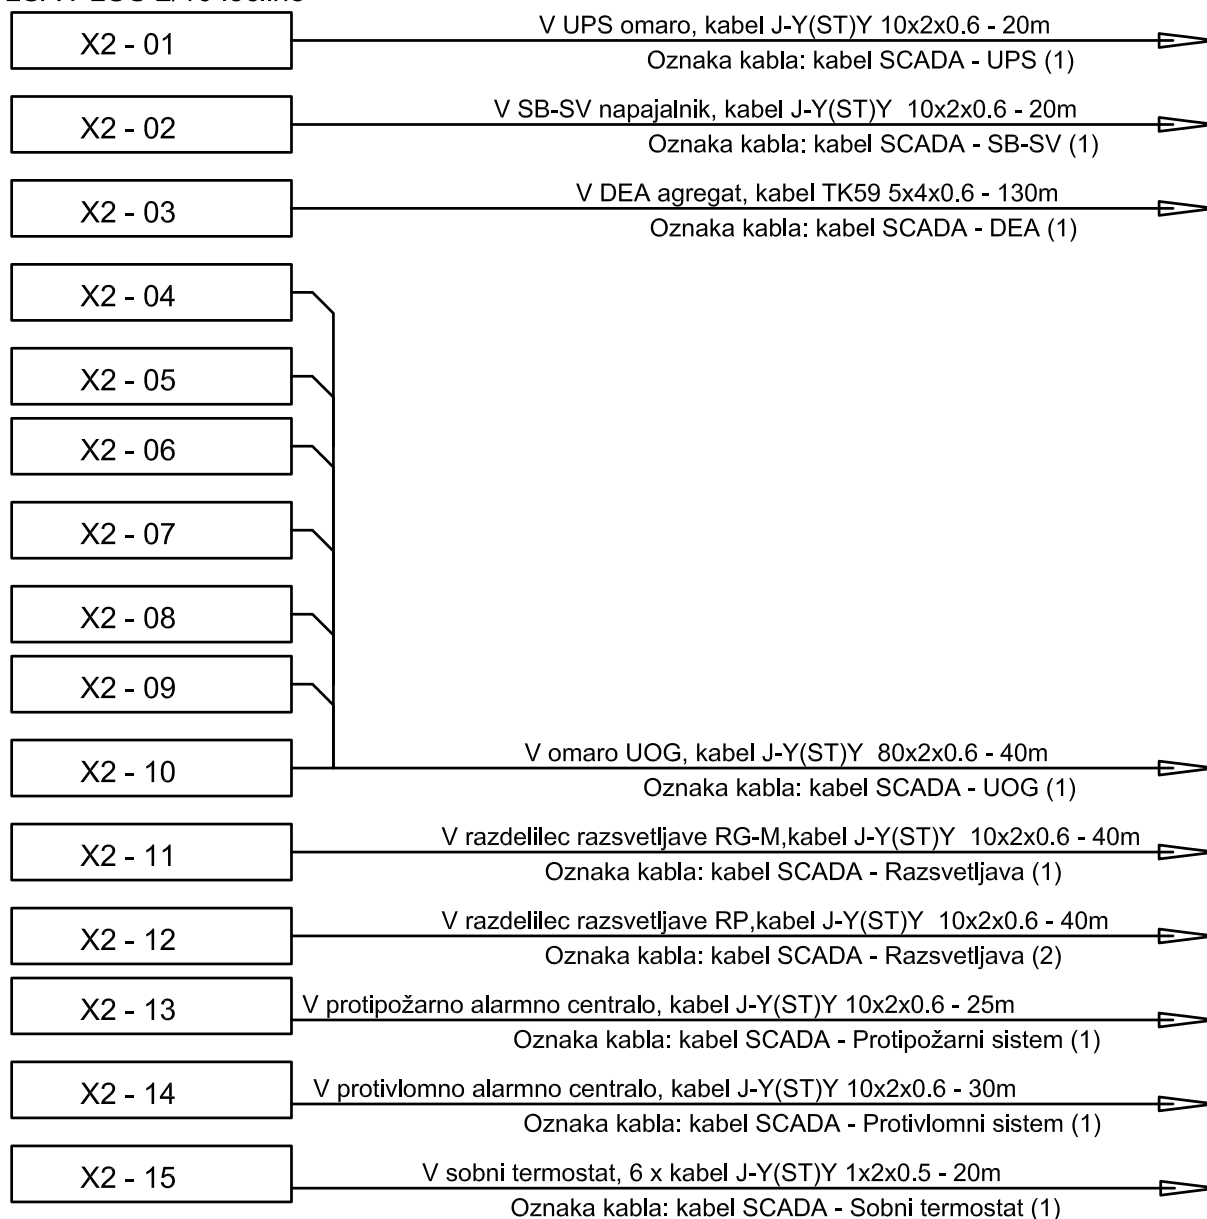 X2 - 01
V UPS omaro, kabel J-Y(ST)Y 10x2x0.6 - 20m
Oznaka kabla: kabel SCADA - UPS (1)
X2 - 02
V SB-SV napajalnik, kabel J-Y(ST)Y 10x2x0.6 - 20m
Oznaka kabla: kabel SCADA - SB-SV (1)
X2 - 03
V DEA agregat, kabel TK59 5x4x0.6 - 130m
Oznaka kabla: kabel SCADA - DEA (1)
X2 - 04
X2 - 05
X2 - 06
X2 - 07
X2 - 08
X2 - 09
X2 - 10
V omaro UOG, kabel J-Y(ST)Y 80x2x0.6 - 40m
Oznaka kabla: kabel SCADA - UOG (1)
X2 - 11
V razdelilec razsvetljave RG-M,kabel J-Y(ST)Y 10x2x0.6 - 40m
Oznaka kabla: kabel SCADA - Razsvetljava (1)
X2 - 12
V razdelilec razsvetljave RP,kabel J-Y(ST)Y 10x2x0.6 - 40m
Oznaka kabla: kabel SCADA - Razsvetljava (2)
X2 - 13
V protipožarno alarmno centralo, kabel J-Y(ST)Y 10x2x0.6 - 25m
Oznaka kabla: kabel SCADA - Protipožarni sistem (1)
X2 - 14
V protivlomno alarmno centralo, kabel J-Y(ST)Y 10x2x0.6 - 30m
Oznaka kabla: kabel SCADA - Protivlomni sistem (1)
X2 - 15
V sobni termostat, 6 x kabel J-Y(ST)Y 1x2x0.5 - 20m
Oznaka kabla: kabel SCADA - Sobni termostat (1)